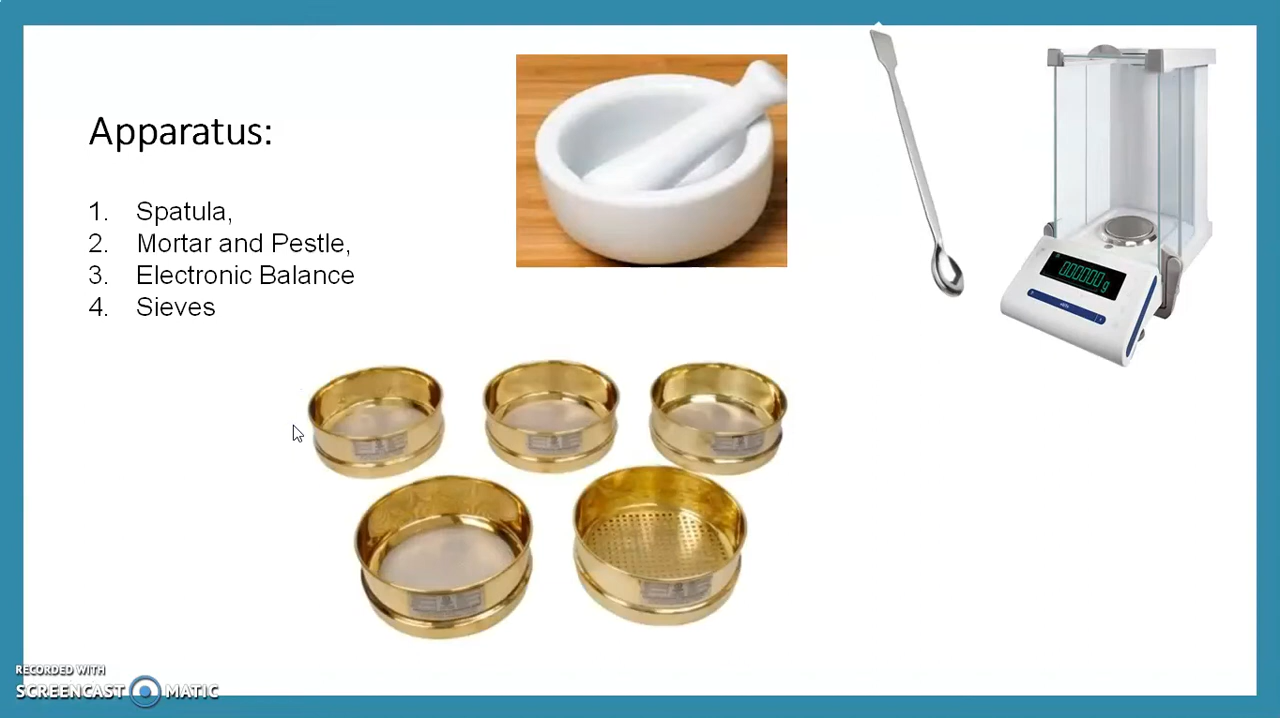 Apparatus:
1. Spatula,
2. Mortar and Pestle,
3. Electronic Balance
4. Sieves
RECORDED WITH
SCREENCAST MATIC